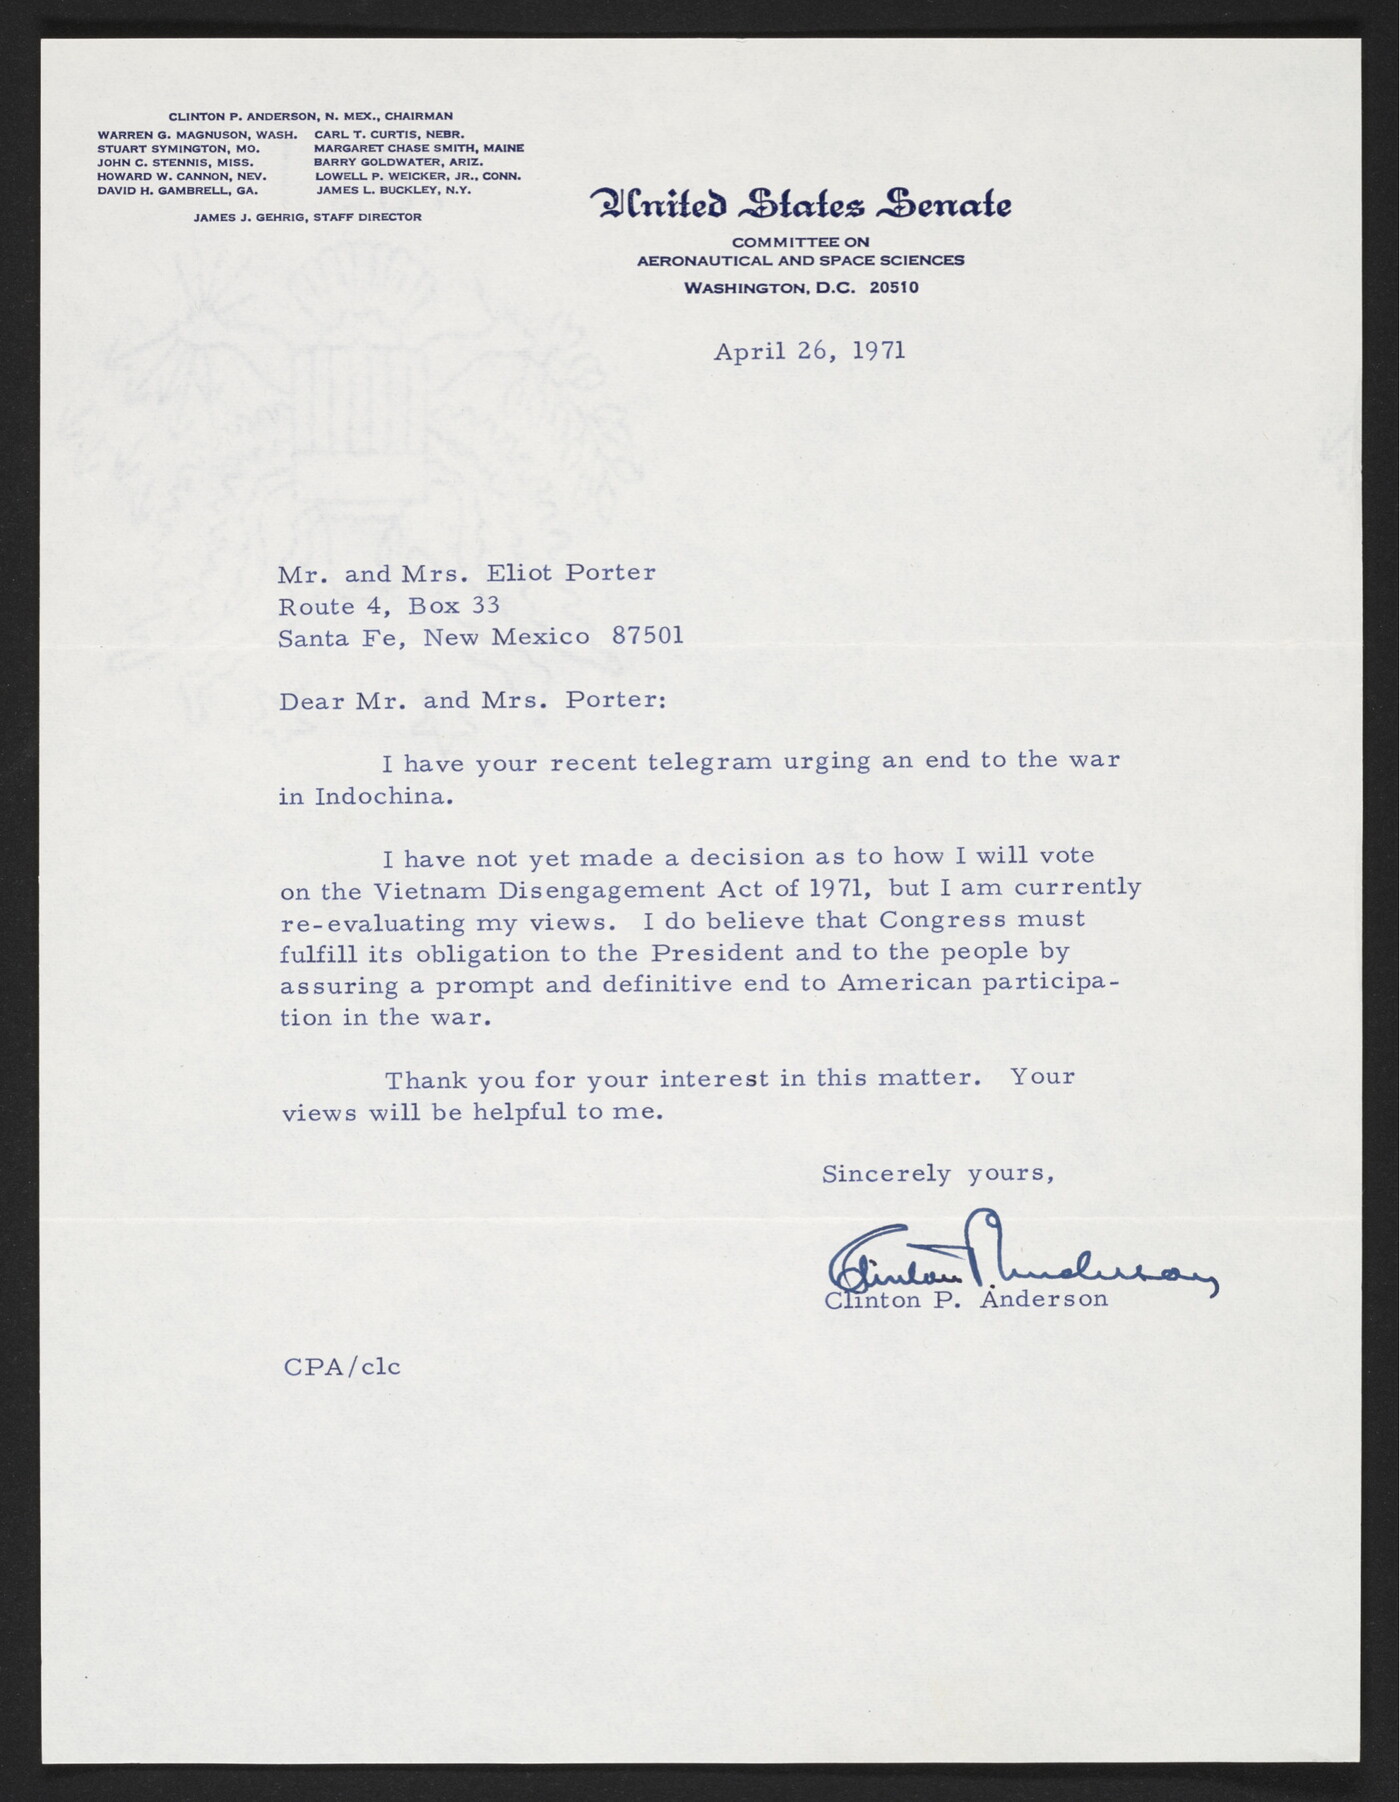 CLINTON P. ANDERSON, N. MEX., CHAIRMAN
WARREN G. MAGNUSON, WASH. CARL T. CURTIS, NEBR.
STUART SYMINGTON, MO. MARGARET CHASE SMITH, MAINE
JOHN C. STENNIS, MISS. BARRY GOLDWATER, ARIZ.
HOWARD W. CANNON, NEV. LOWELL P. WEICKER, JR., CONN.
DAVID H. GAMBRELL, GA. JAMES L. BUCKLEY, N.Y.
JAMES J. GEHRIG, STAFF DIRECTOR
United States Senate
COMMITTEE ON
AERONAUTICAL AND SPACE SCIENCES
WASHINGTON, D.C. 20510
April 26, 1971
Mr. and Mrs. Eliot Porter
Route 4, Box 33
Santa Fe, New Mexico 87501
Dear Mr. and Mrs. Porter:
I have your recent telegram urging an end to the war
in Indochina.
I have not yet made a decision as to how I will vote
on the Vietnam Disengagement Act of 1971, but I am currently
re-evaluating my views. I do believe that Congress must
fulfill its obligation to the President and to the people by
assuring a prompt and definitive end to American participa-
tion in the war.
Thank you for your interest in this matter. Your
views will be helpful to me.
Sincerely yours,
Clinton P. Anderson
Clinton P. Anderson
CPA/clc